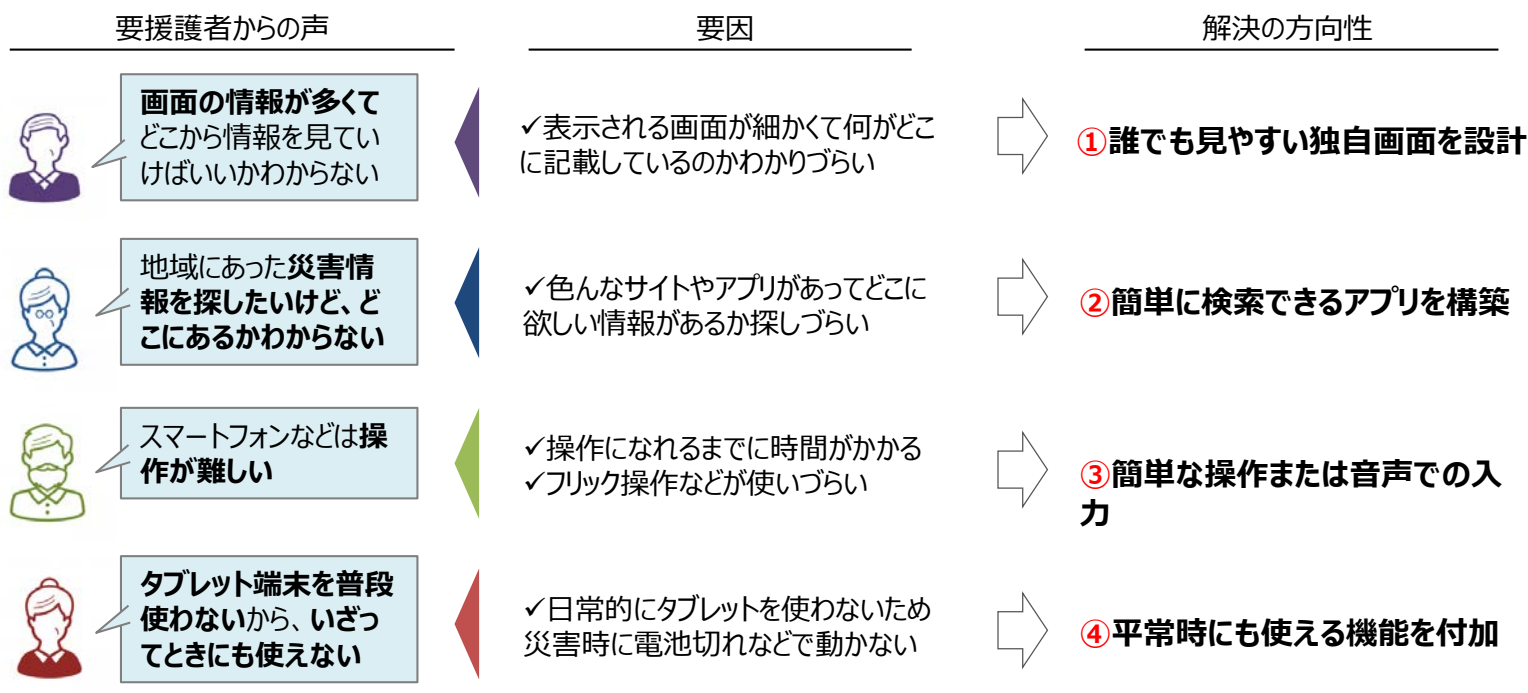 要援護者からの声
要因
解決の方向性
画面の情報が多くて
どこから情報を見てい
けばいいかわからない
✓表示される画面が細かくて何がどこ
に記載しているのかわかりづらい
①誰でも見やすい独自画面を設計
地域にあった災害情
報を探したいけど、ど
こにあるかわからない
✓色んなサイトやアプリがあってどこに
欲しい情報があるか探しづらい
②簡単に検索できるアプリを構築
スマートフォンなどは操
作が難しい
✓操作になれるまでに時間がかかる
✓フリック操作などが使いづらい
③簡単な操作または音声での入
力
タブレット端末を普段
使わないから、いざっ
てときにも使えない
✓日常的にタブレットを使わないため
災害時に電池切れなどで動かない
④平常時にも使える機能を付加